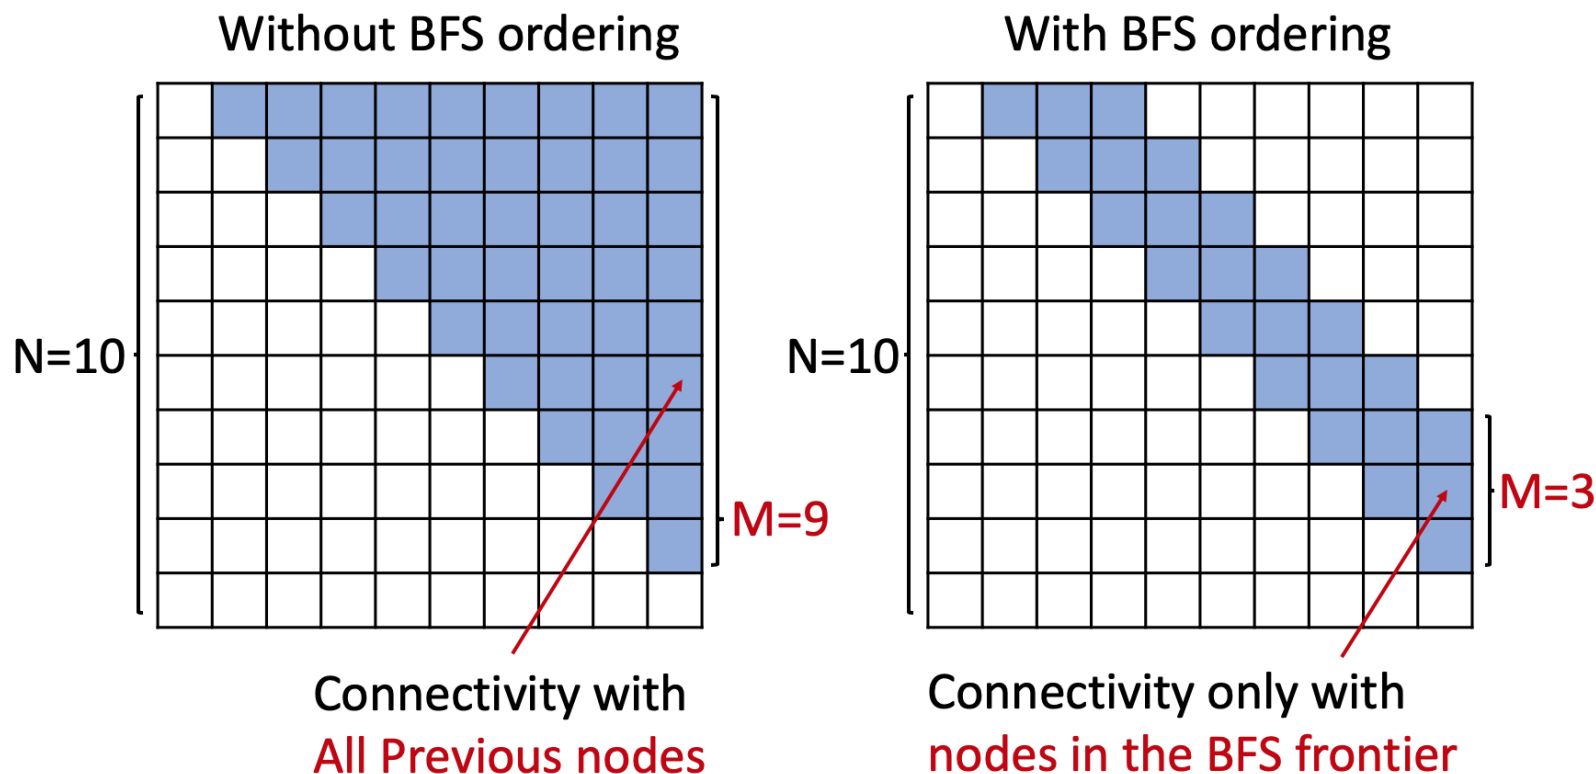 Without BFS ordering
N=10
M=9
Connectivity with
All Previous nodes
With BFS ordering
N=10
M=3
Connectivity only with
nodes in the BFS frontier